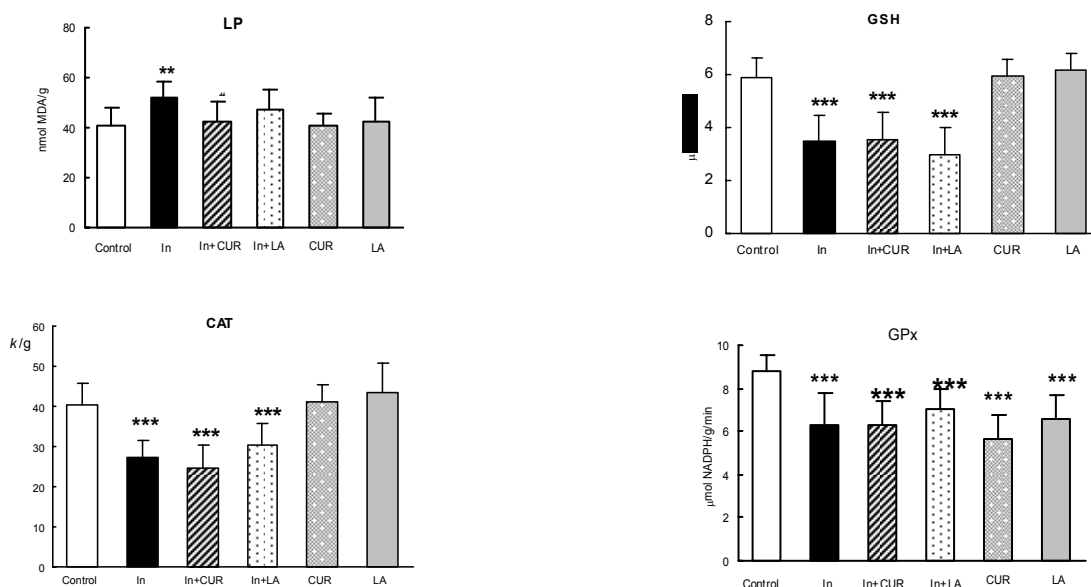 LP
80
60
40
20
0
nmol MDA/g
**
Control In In+CUR In+LA CUR LA
GSH
8
6
4
2
0
μ
*** *** ***
Control In In+CUR In+LA CUR LA
CAT
k/g
60
50
40
30
20
10
0
*** *** ***
Control In In+CUR In+LA CUR LA
GPx
10
8
6
4
2
0
μmol NADPH/g/min
*** *** *** *** ***
Control In In+CUR In+LA CUR LA